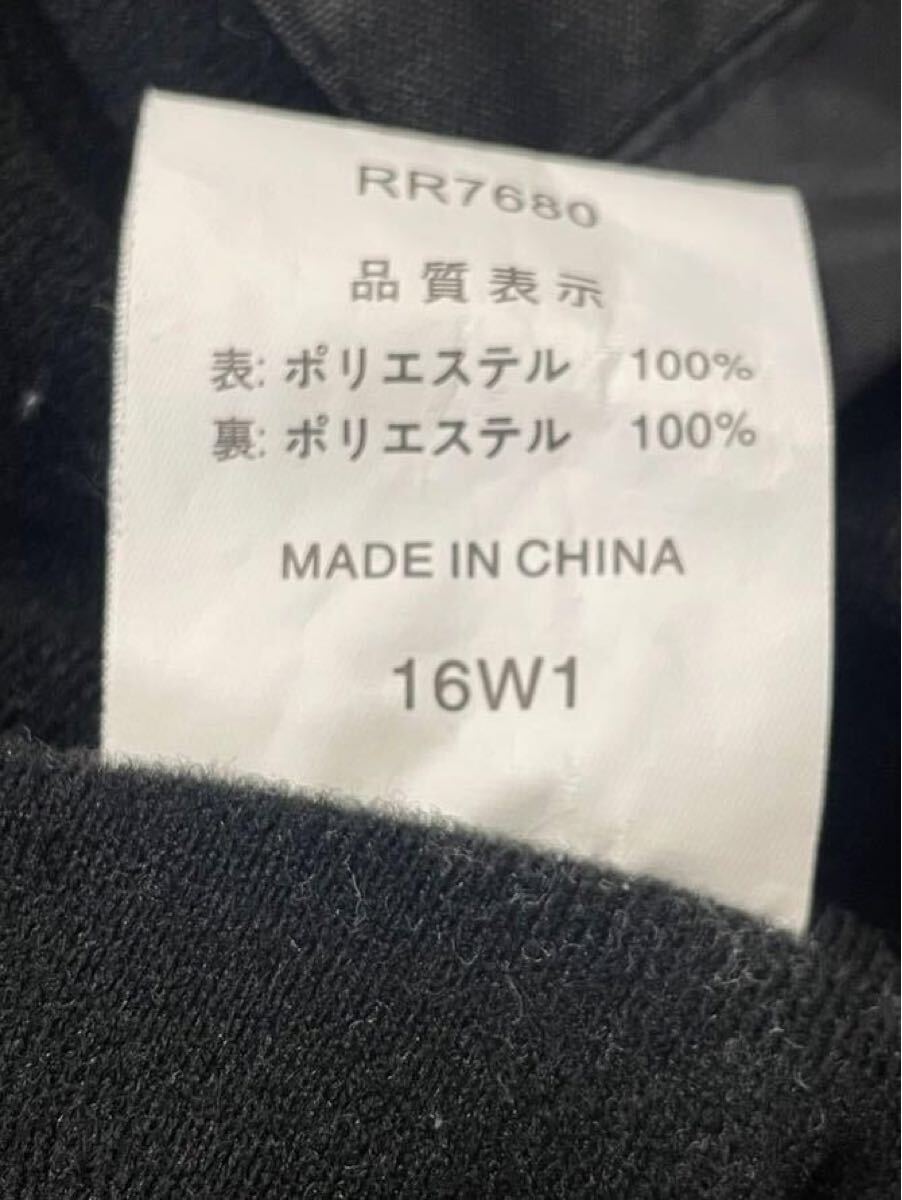 RR7680
品質表示
表: ポリエステル 100%
裏: ポリエステル 100%
MADE IN CHINA
16W1